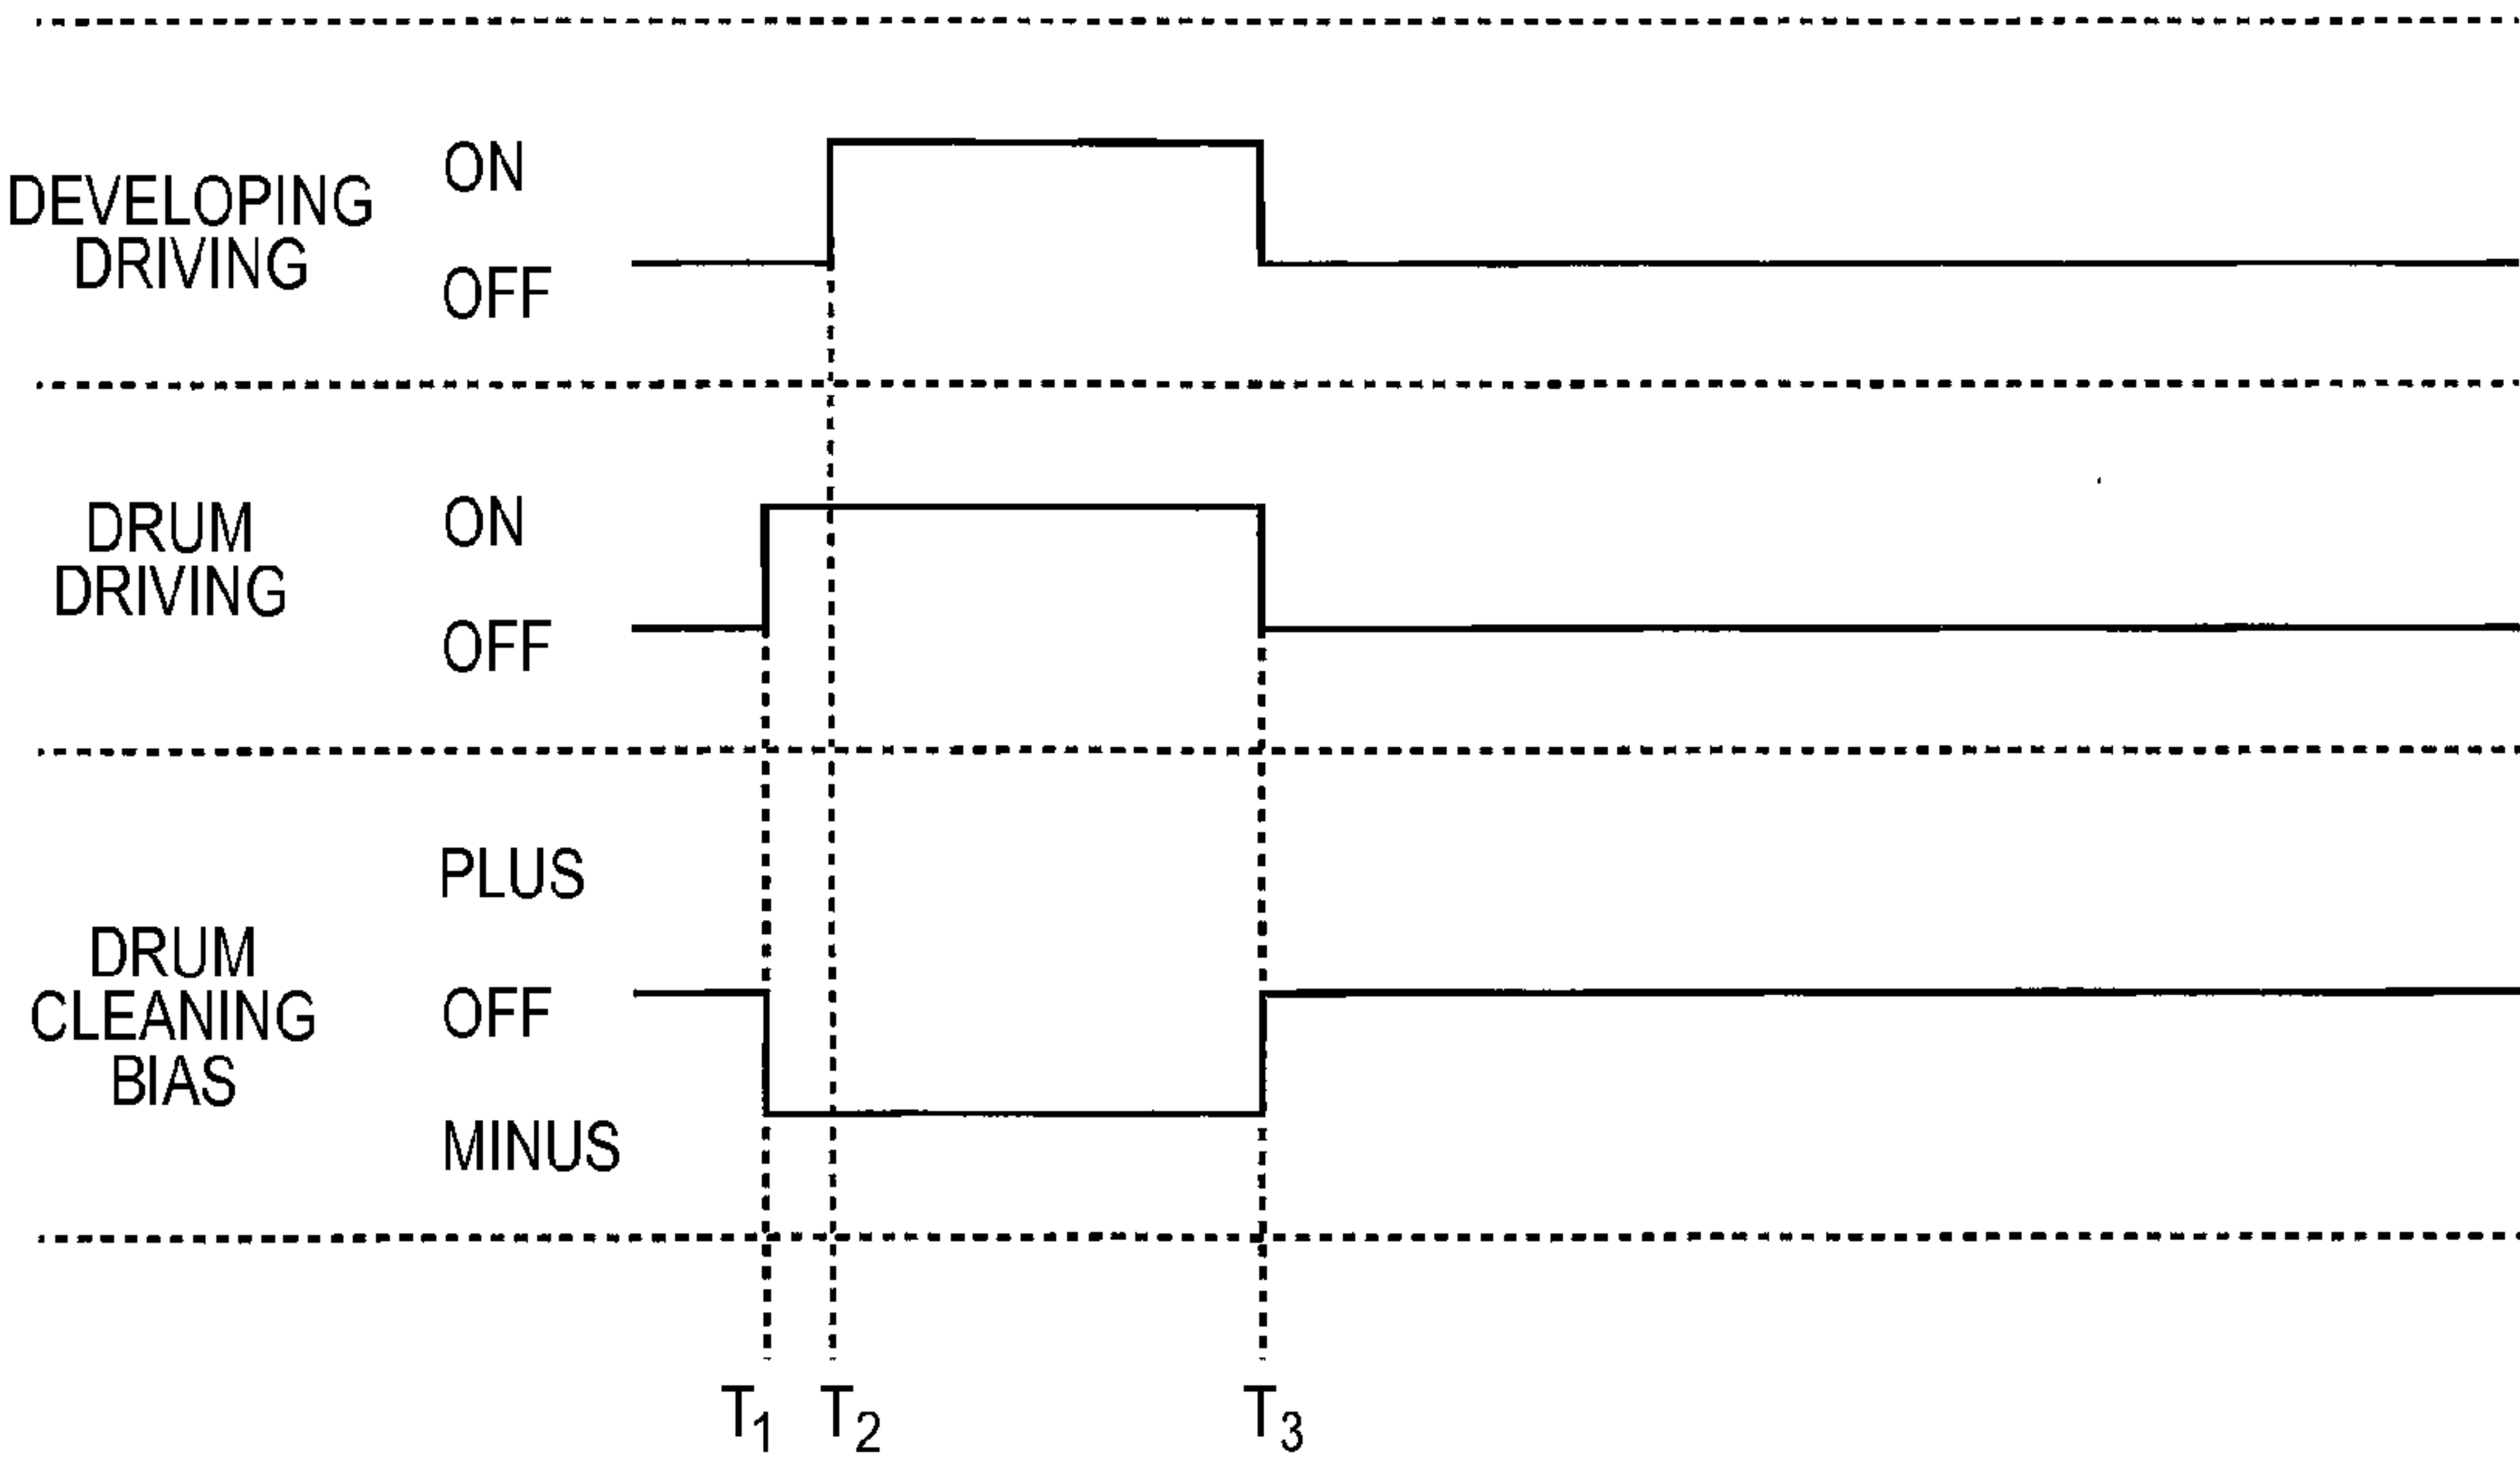 DEVELOPING
DRIVING
ON
OFF
DRUM
DRIVING
ON
OFF
DRUM
CLEANING
BIAS
PLUS
OFF
MINUS
T1 T2 T3